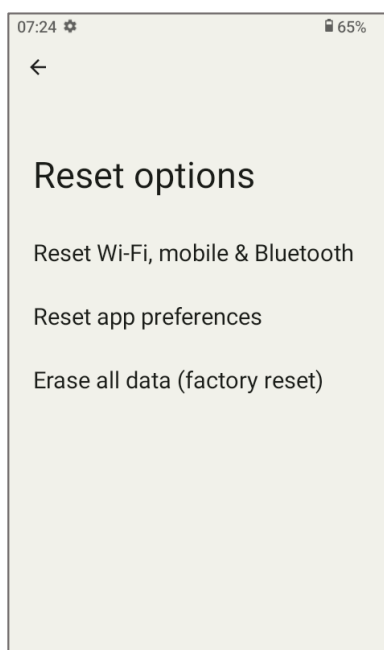 07:24 65%
Reset options
Reset Wi-Fi, mobile & Bluetooth
Reset app preferences
Erase all data (factory reset)